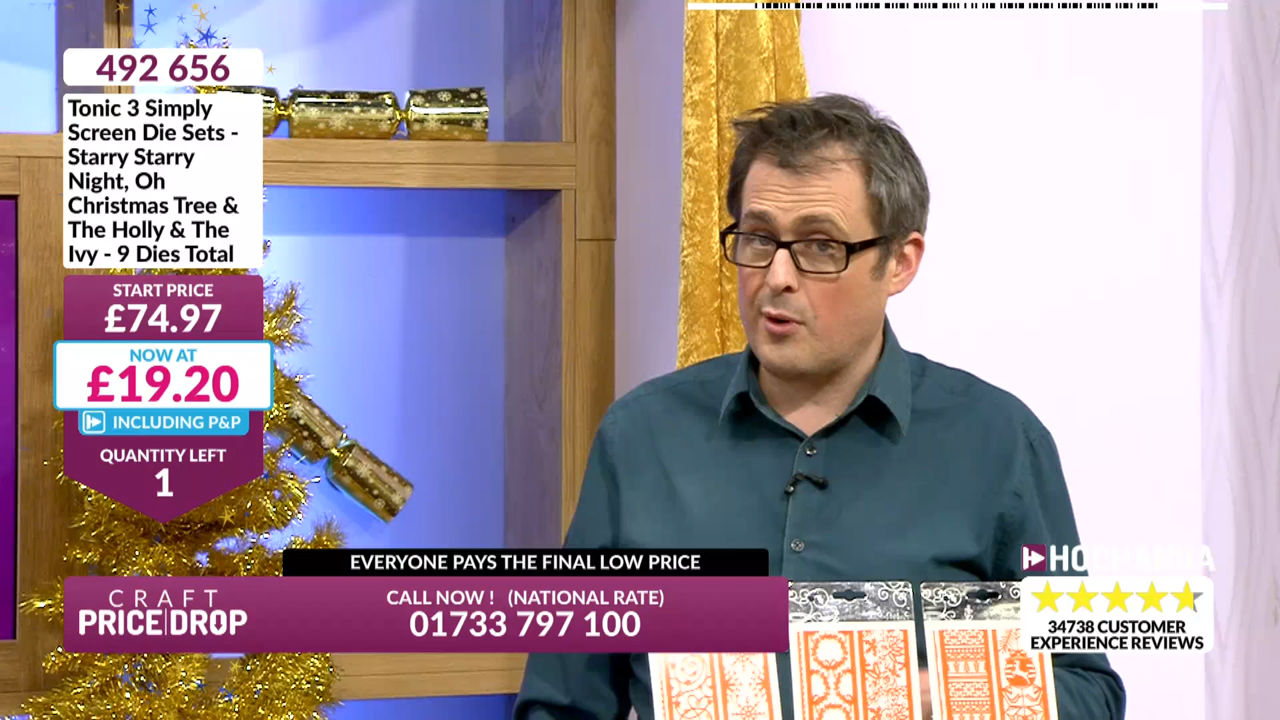 492 656
Tonic 3 Simply
Screen Die Sets -
Starry Starry
Night, Oh
Christmas Tree &
The Holly & The
Ivy - 9 Dies Total
START PRICE
£74.97
NOW AT
£19.20
INCLUDING P&P
QUANTITY LEFT
1
EVERYONE PAYS THE FINAL LOW PRICE
CRAFT
PRICE DROP
CALL NOW ! (NATIONAL RATE)
01733 797 100
HOCHANDA
34738 CUSTOMER
EXPERIENCE REVIEWS